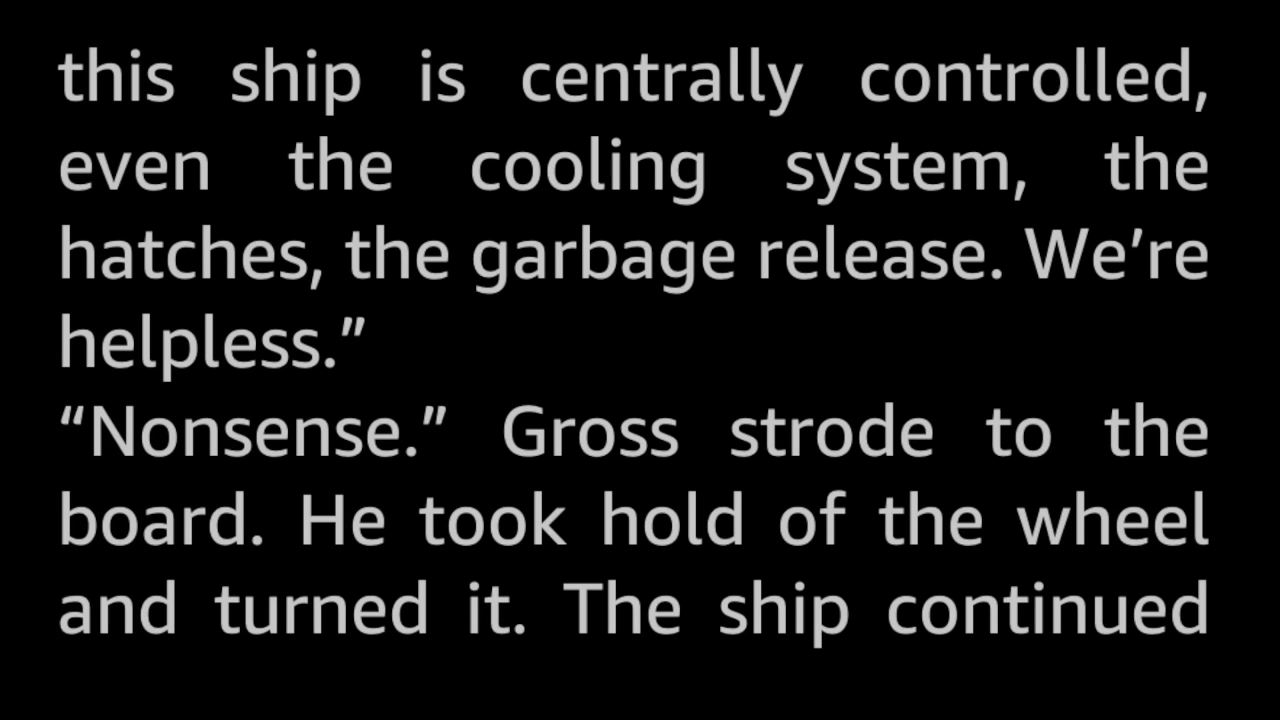 this ship is centrally controlled,
even the cooling system, the
hatches, the garbage release. We’re
helpless.”
“Nonsense.” Gross strode to the
board. He took hold of the wheel
and turned it. The ship continued